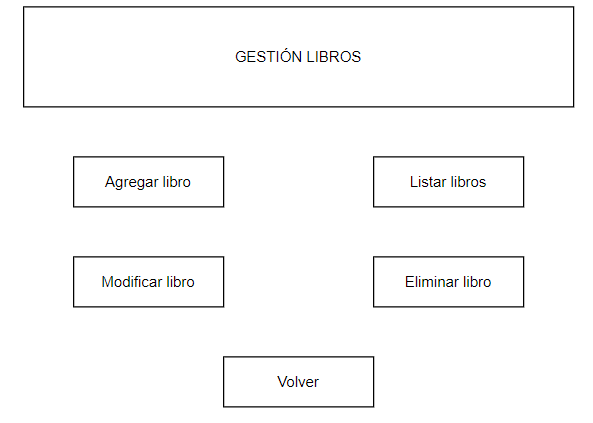 GESTIÓN LIBROS
Agregar libro
Listar libros
Modificar libro
Eliminar libro
Volver